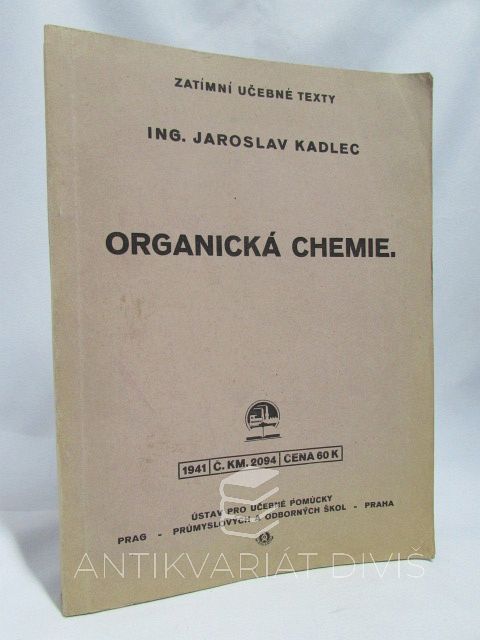 ZATÍMNÍ UČEBNÉ TEXTY
ING. JAROSLAV KADLEC
ORGANICKÁ CHEMIE.
1941 Č. KM. 2094 CENA 60 K
ÚSTAV PRO UČEBNÉ POMŮCKY
PRAG - PRŮMYSLOVÝCH A ODBORNÝCH ŠKOL - PRAHA
ANTIKVARIÁT DIVIŠ